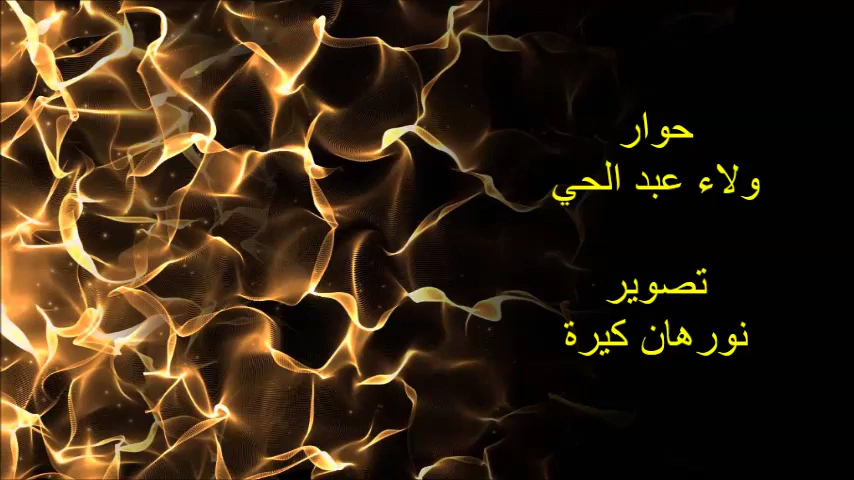 حوار
ولاء عبد الحي
تصوير
نورهان كيرة